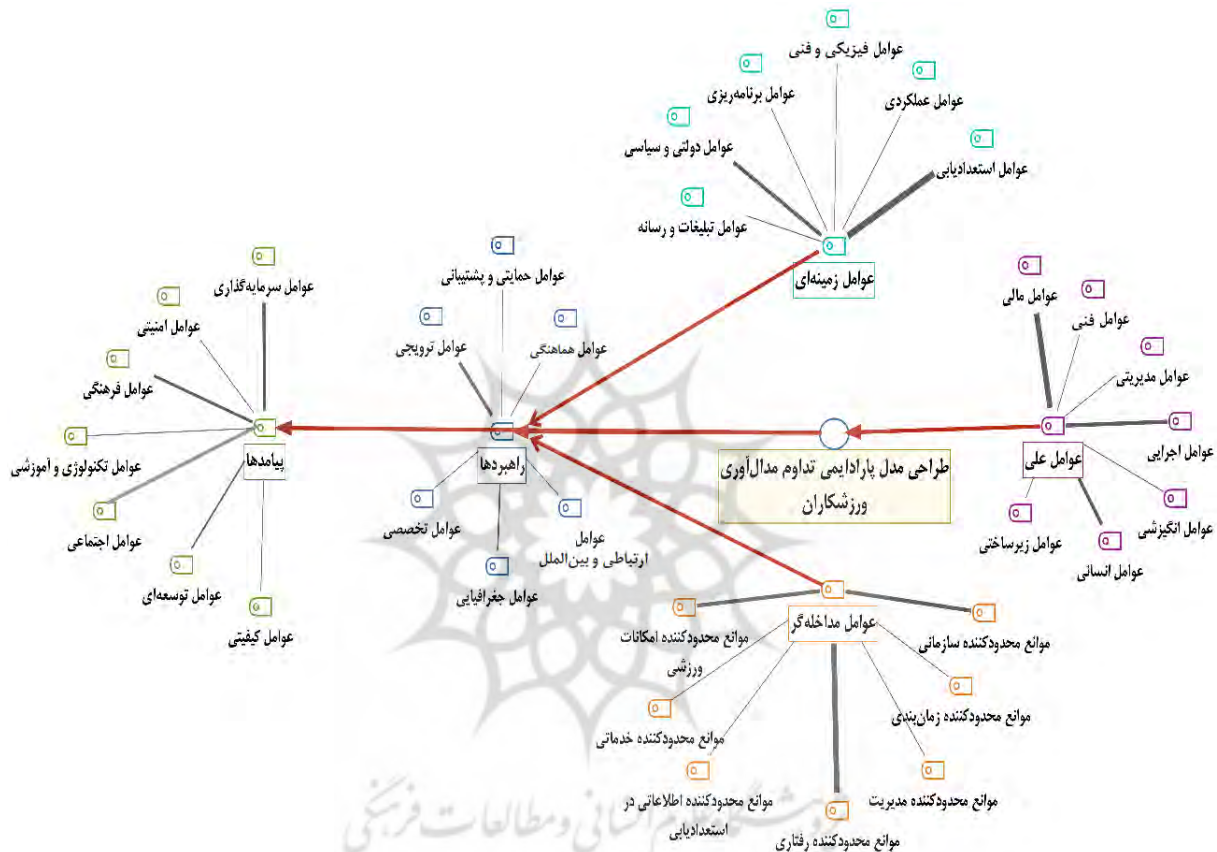 عوامل فیزیکی و فنی
عوامل برنامه‌ریزی
عوامل عملکردی
عوامل دولتی و سیاسی
عوامل استعدادیابی
عوامل تبلیغات و رسانه
عوامل زمینه‌ای
عوامل مالی
عوامل فنی
عوامل مدیریتی
عوامل اجرایی
عوامل علی
عوامل انگیزشی
عوامل زیرساختی
عوامل انسانی
طراحی مدل پارادایمی تداوم مدال‌آوری
ورزشکاران
عوامل حمایتی و پشتیبانی
عوامل هماهنگی
عوامل ترویجی
راهبردها
عوامل تخصصی
عوامل
ارتباطی و بین‌الملل
عوامل جغرافیایی
عوامل سرمایه‌گذاری
عوامل امنیتی
عوامل فرهنگی
پیامدها
عوامل تکنولوژی و آموزشی
عوامل اجتماعی
عوامل توسعه‌ای
عوامل کیفیتی
عوامل مداخله‌گر
موانع محدودکننده سازمانی
موانع محدودکننده امکانات
ورزشی
موانع محدودکننده زمان‌بندی
موانع محدودکننده خدماتی
موانع محدودکننده مدیریت
موانع محدودکننده اطلاعاتی در
استعدادیابی
موانع محدودکننده رفتاری
پژوهشگاه علوم انسانی و مطالعات فرهنگی